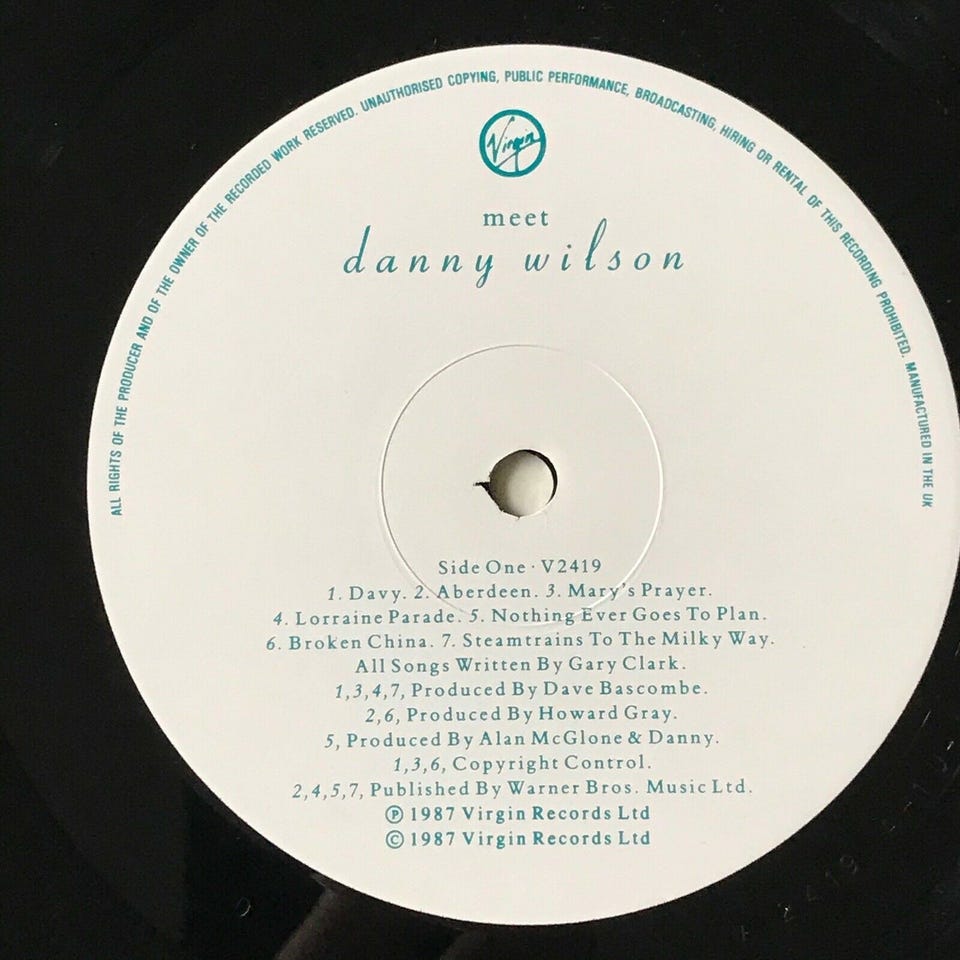 ALL RIGHTS OF THE PRODUCER AND OF THE OWNER OF THE RECORDED WORK RESERVED. UNAUTHORISED COPYING, PUBLIC PERFORMANCE, BROADCASTING, HIRING OR RENTAL OF THIS RECORDING PROHIBITED. MANUFACTURED IN THE UK
Virgin
meet
danny wilson
Side One · V2419
1. Davy. 2. Aberdeen. 3. Mary's Prayer.
4. Lorraine Parade. 5. Nothing Ever Goes To Plan.
6. Broken China. 7. Steamtrains To The Milky Way.
All Songs Written By Gary Clark.
1,3,4,7, Produced By Dave Bascombe.
2,6, Produced By Howard Gray.
5, Produced By Alan McGlone & Danny.
1,3,6, Copyright Control.
2,4,5,7, Published By Warner Bros. Music Ltd.
℗ 1987 Virgin Records Ltd
© 1987 Virgin Records Ltd